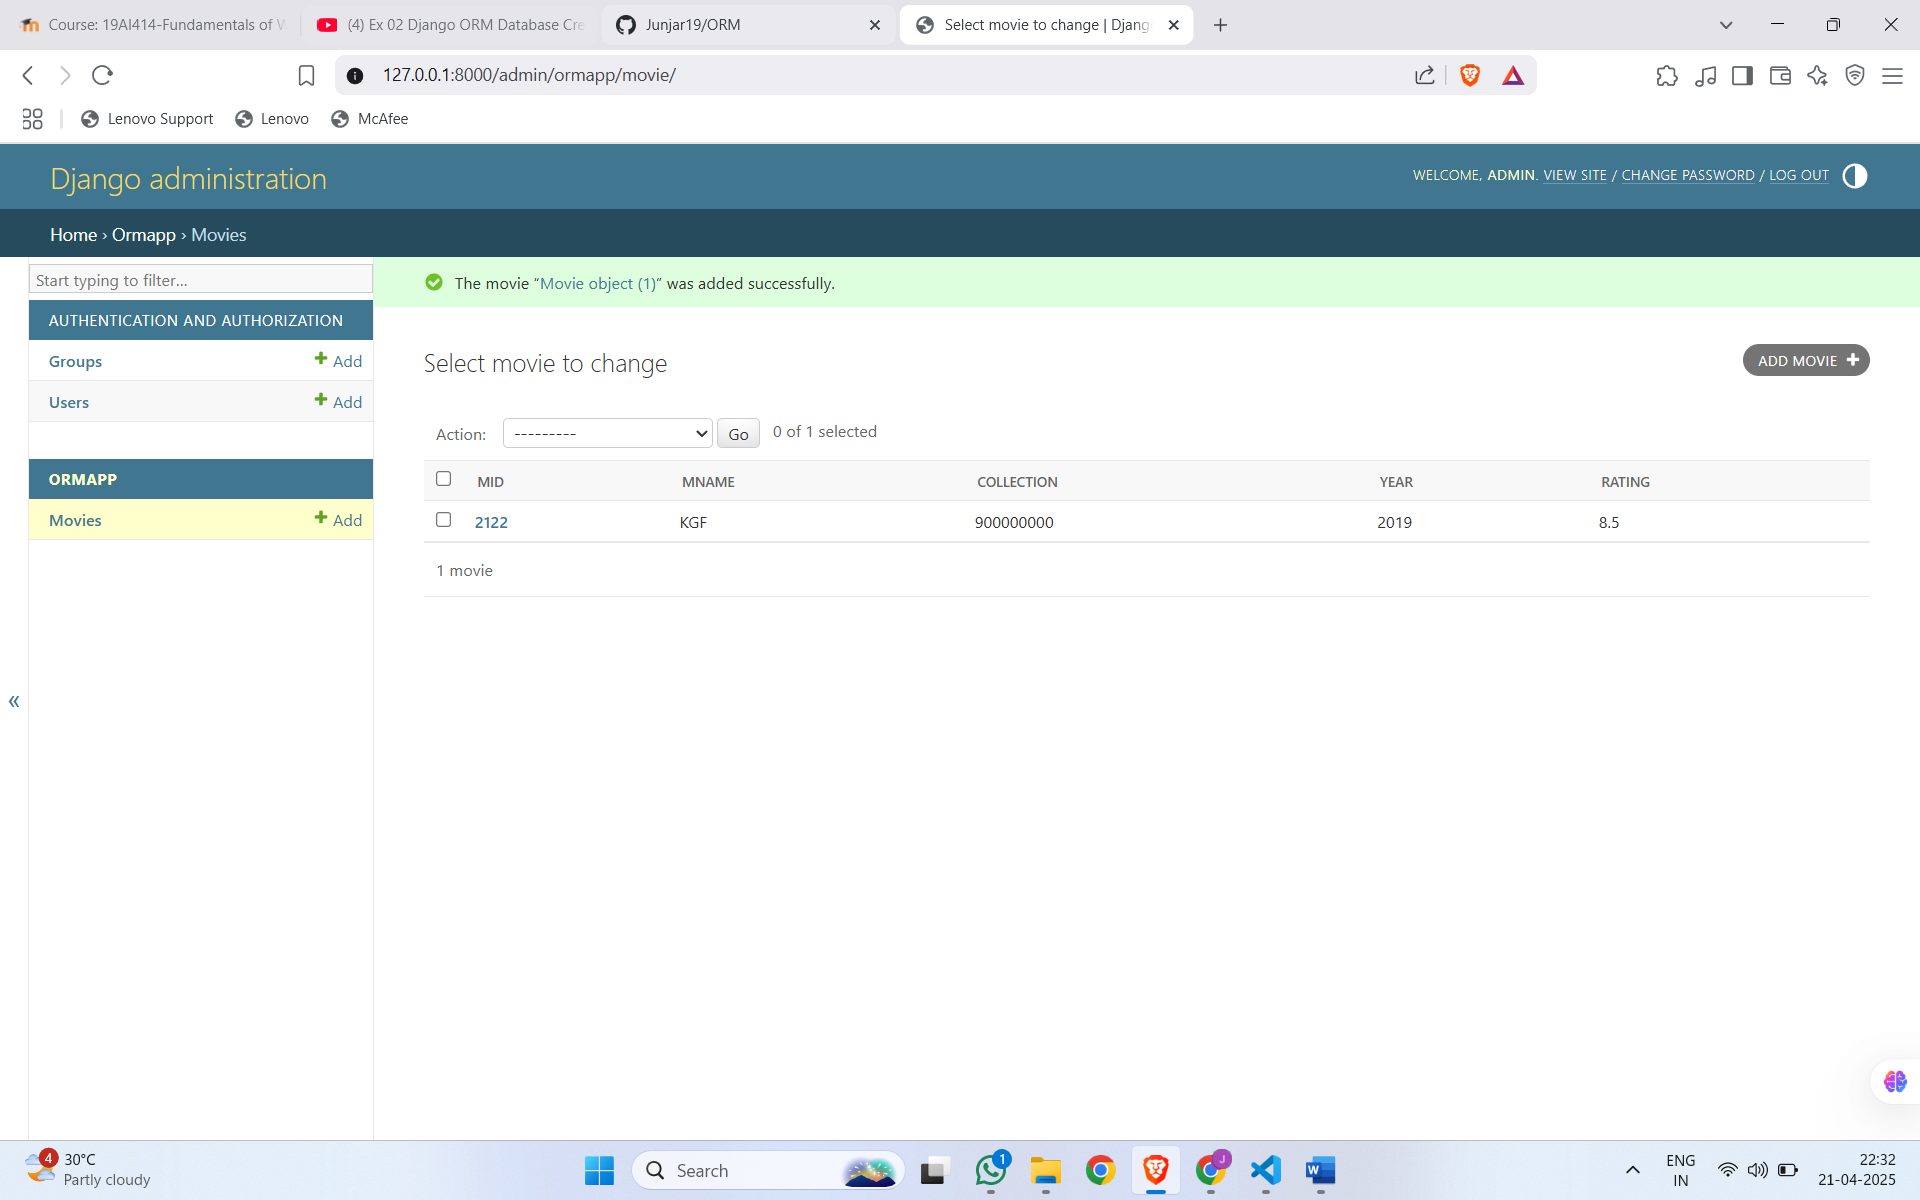 Course: 19AI414-Fundamentals of W
(4) Ex 02 Django ORM Database Cre
Junjar19/ORM
Select movie to change | Djang
127.0.0.1:8000/admin/ormapp/movie/
Lenovo Support
Lenovo
McAfee
Django administration
WELCOME, ADMIN. VIEW SITE / CHANGE PASSWORD / LOG OUT
Home › Ormapp › Movies
Start typing to filter...
The movie “Movie object (1)” was added successfully.
AUTHENTICATION AND AUTHORIZATION
Groups + Add
Users + Add
ORMAPP
Movies + Add
«
Select movie to change
ADD MOVIE +
Action: --------- Go 0 of 1 selected
MID MNAME COLLECTION YEAR RATING
2122 KGF 900000000 2019 8.5
1 movie
4
30°C
Partly cloudy
Search
1
J
W
ENG
IN
22:32
21-04-2025